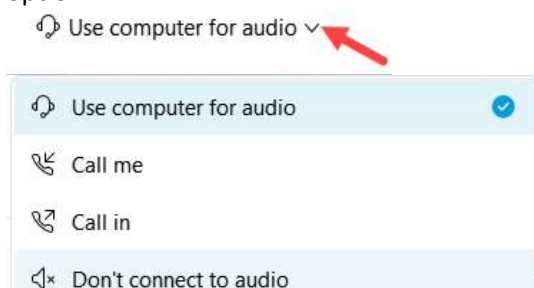 Use computer for audio
Use computer for audio
Call me
Call in
Don't connect to audio